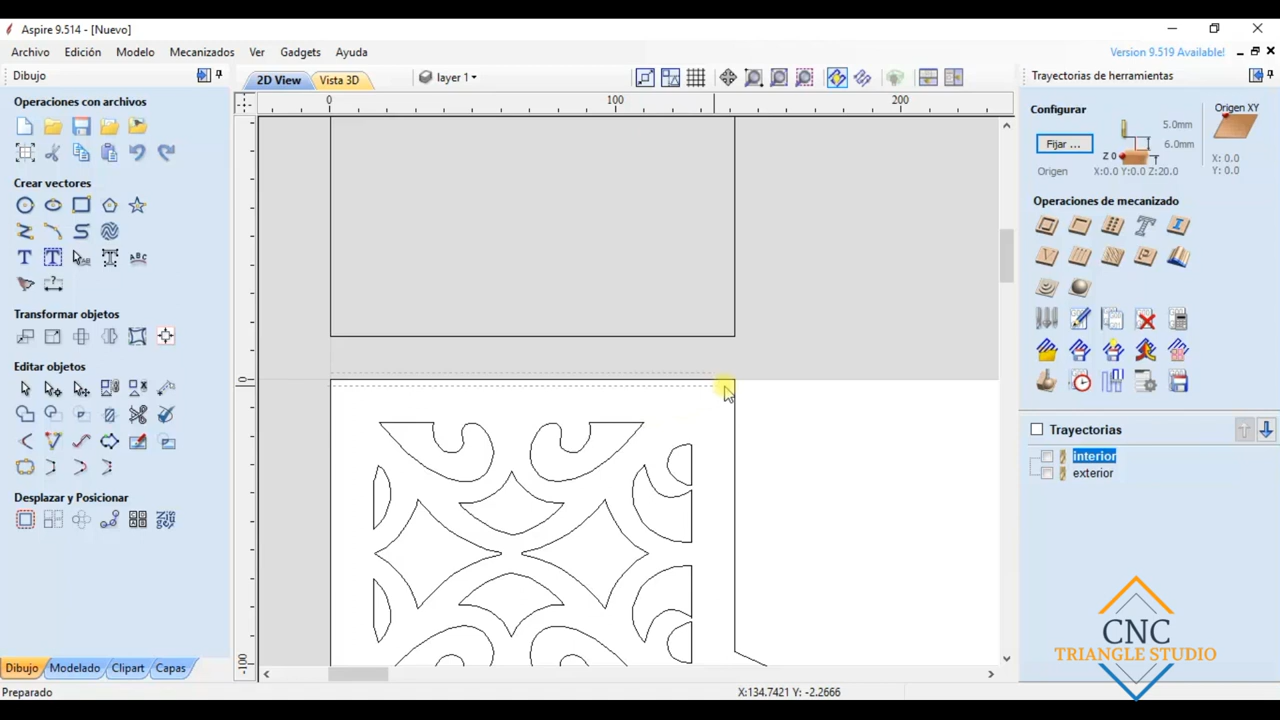 Aspire 9.514 - [Nuevo]
Archivo Edición Modelo Mecanizados Ver Gadgets Ayuda
Version 9.519 Available!
Dibujo
2D View
Vista 3D
layer 1
Trayectorias de herramientas
Operaciones con archivos
Crear vectores
Transformar objetos
Editar objetos
Desplazar y Posicionar
0 100 200
0
-100
Configurar
Fijar ...
Z 0
5.0mm
6.0mm
Origen XY
X: 0.0
Y: 0.0
Origen X:0.0 Y:0.0 Z:20.0
Operaciones de mecanizado
Trayectorias
interior
exterior
Dibujo Modelado Clipart Capas
Preparado
X:134.7421 Y: -2.2666
CNC
TRIANGLE STUDIO